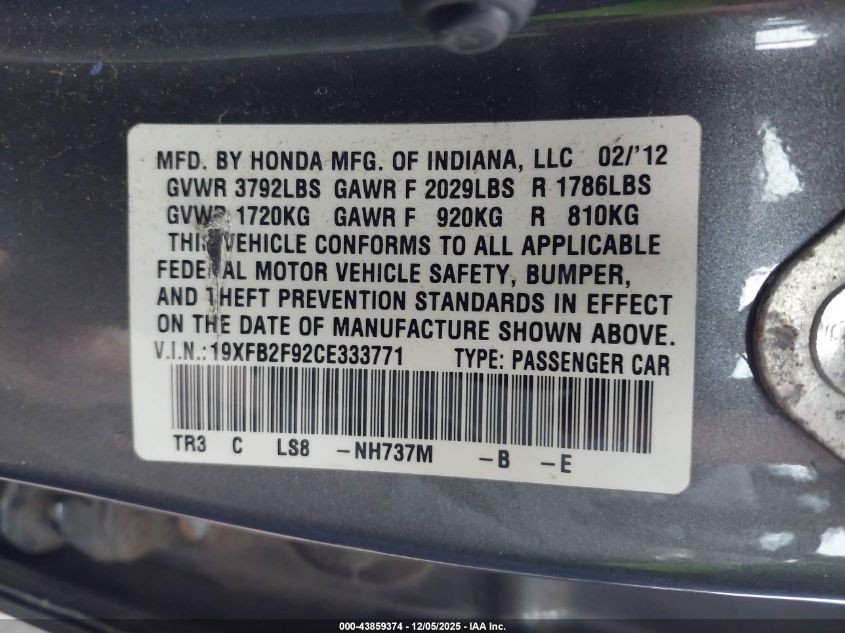 MFD. BY HONDA MFG. OF INDIANA, LLC 02/'12
GVWR 3792LBS GAWR F 2029LBS R 1786LBS
GVWR 1720KG GAWR F 920KG R 810KG
THIS VEHICLE CONFORMS TO ALL APPLICABLE
FEDERAL MOTOR VEHICLE SAFETY, BUMPER,
AND THEFT PREVENTION STANDARDS IN EFFECT
ON THE DATE OF MANUFACTURE SHOWN ABOVE.
V.I.N.: 19XFB2F92CE333771 TYPE: PASSENGER CAR
TR3 C LS8 -NH737M -B -E
000-43859374 | 12/05/2025 - IAA Inc.